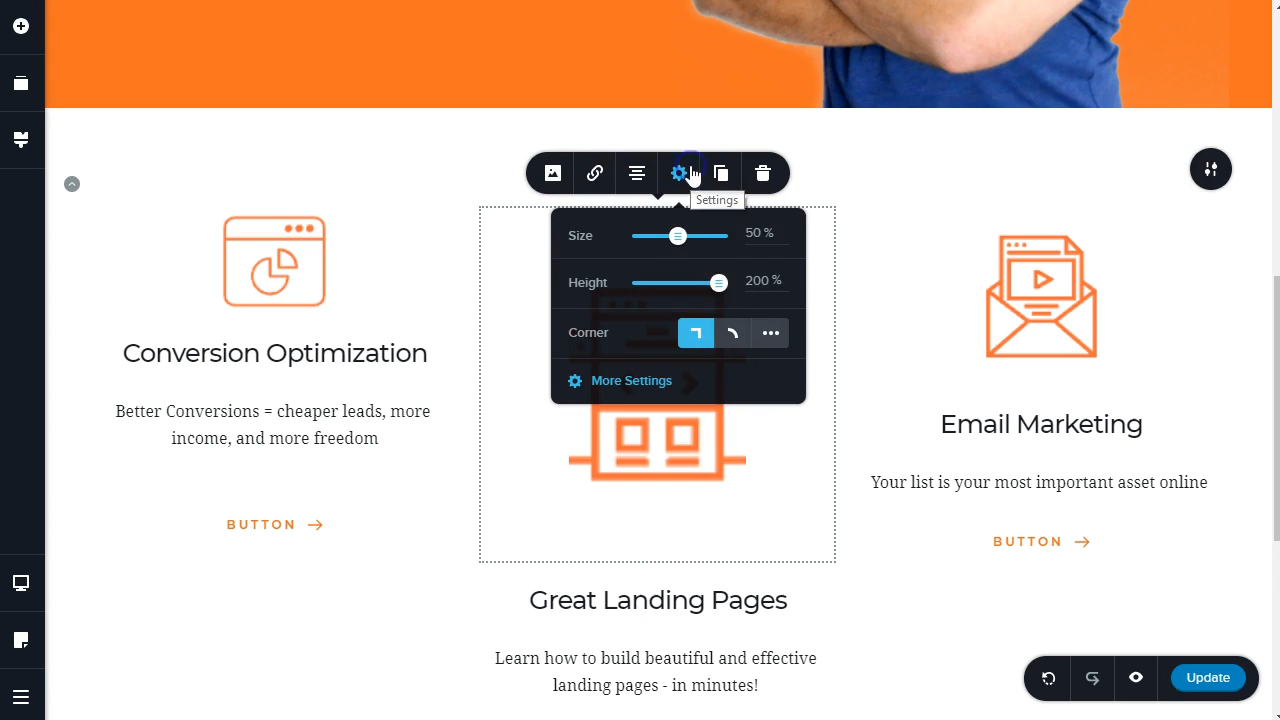 Settings
Size
50 %
Height
200 %
Corner
More Settings
Conversion Optimization
Better Conversions = cheaper leads, more
income, and more freedom
BUTTON
Great Landing Pages
Learn how to build beautiful and effective
landing pages - in minutes!
Email Marketing
Your list is your most important asset online
BUTTON
Update